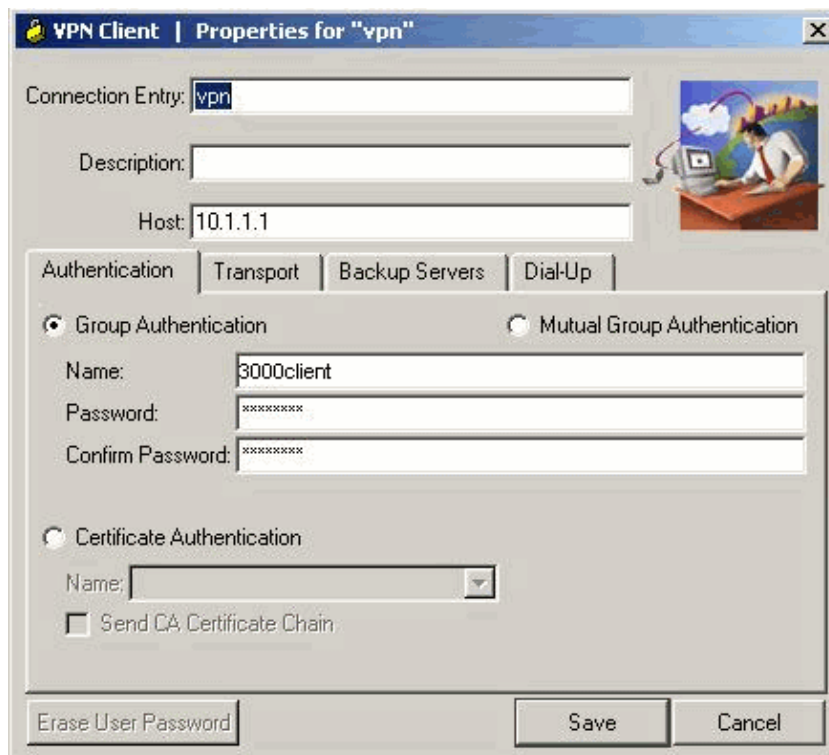 VPN Client | Properties for "vpn"
Connection Entry: vpn
Description:
Host: 10.1.1.1
Authentication Transport Backup Servers Dial-Up
Group Authentication Mutual Group Authentication
Name: 3000client
Password: ********
Confirm Password: ********
Certificate Authentication
Name:
Send CA Certificate Chain
Erase User Password Save Cancel